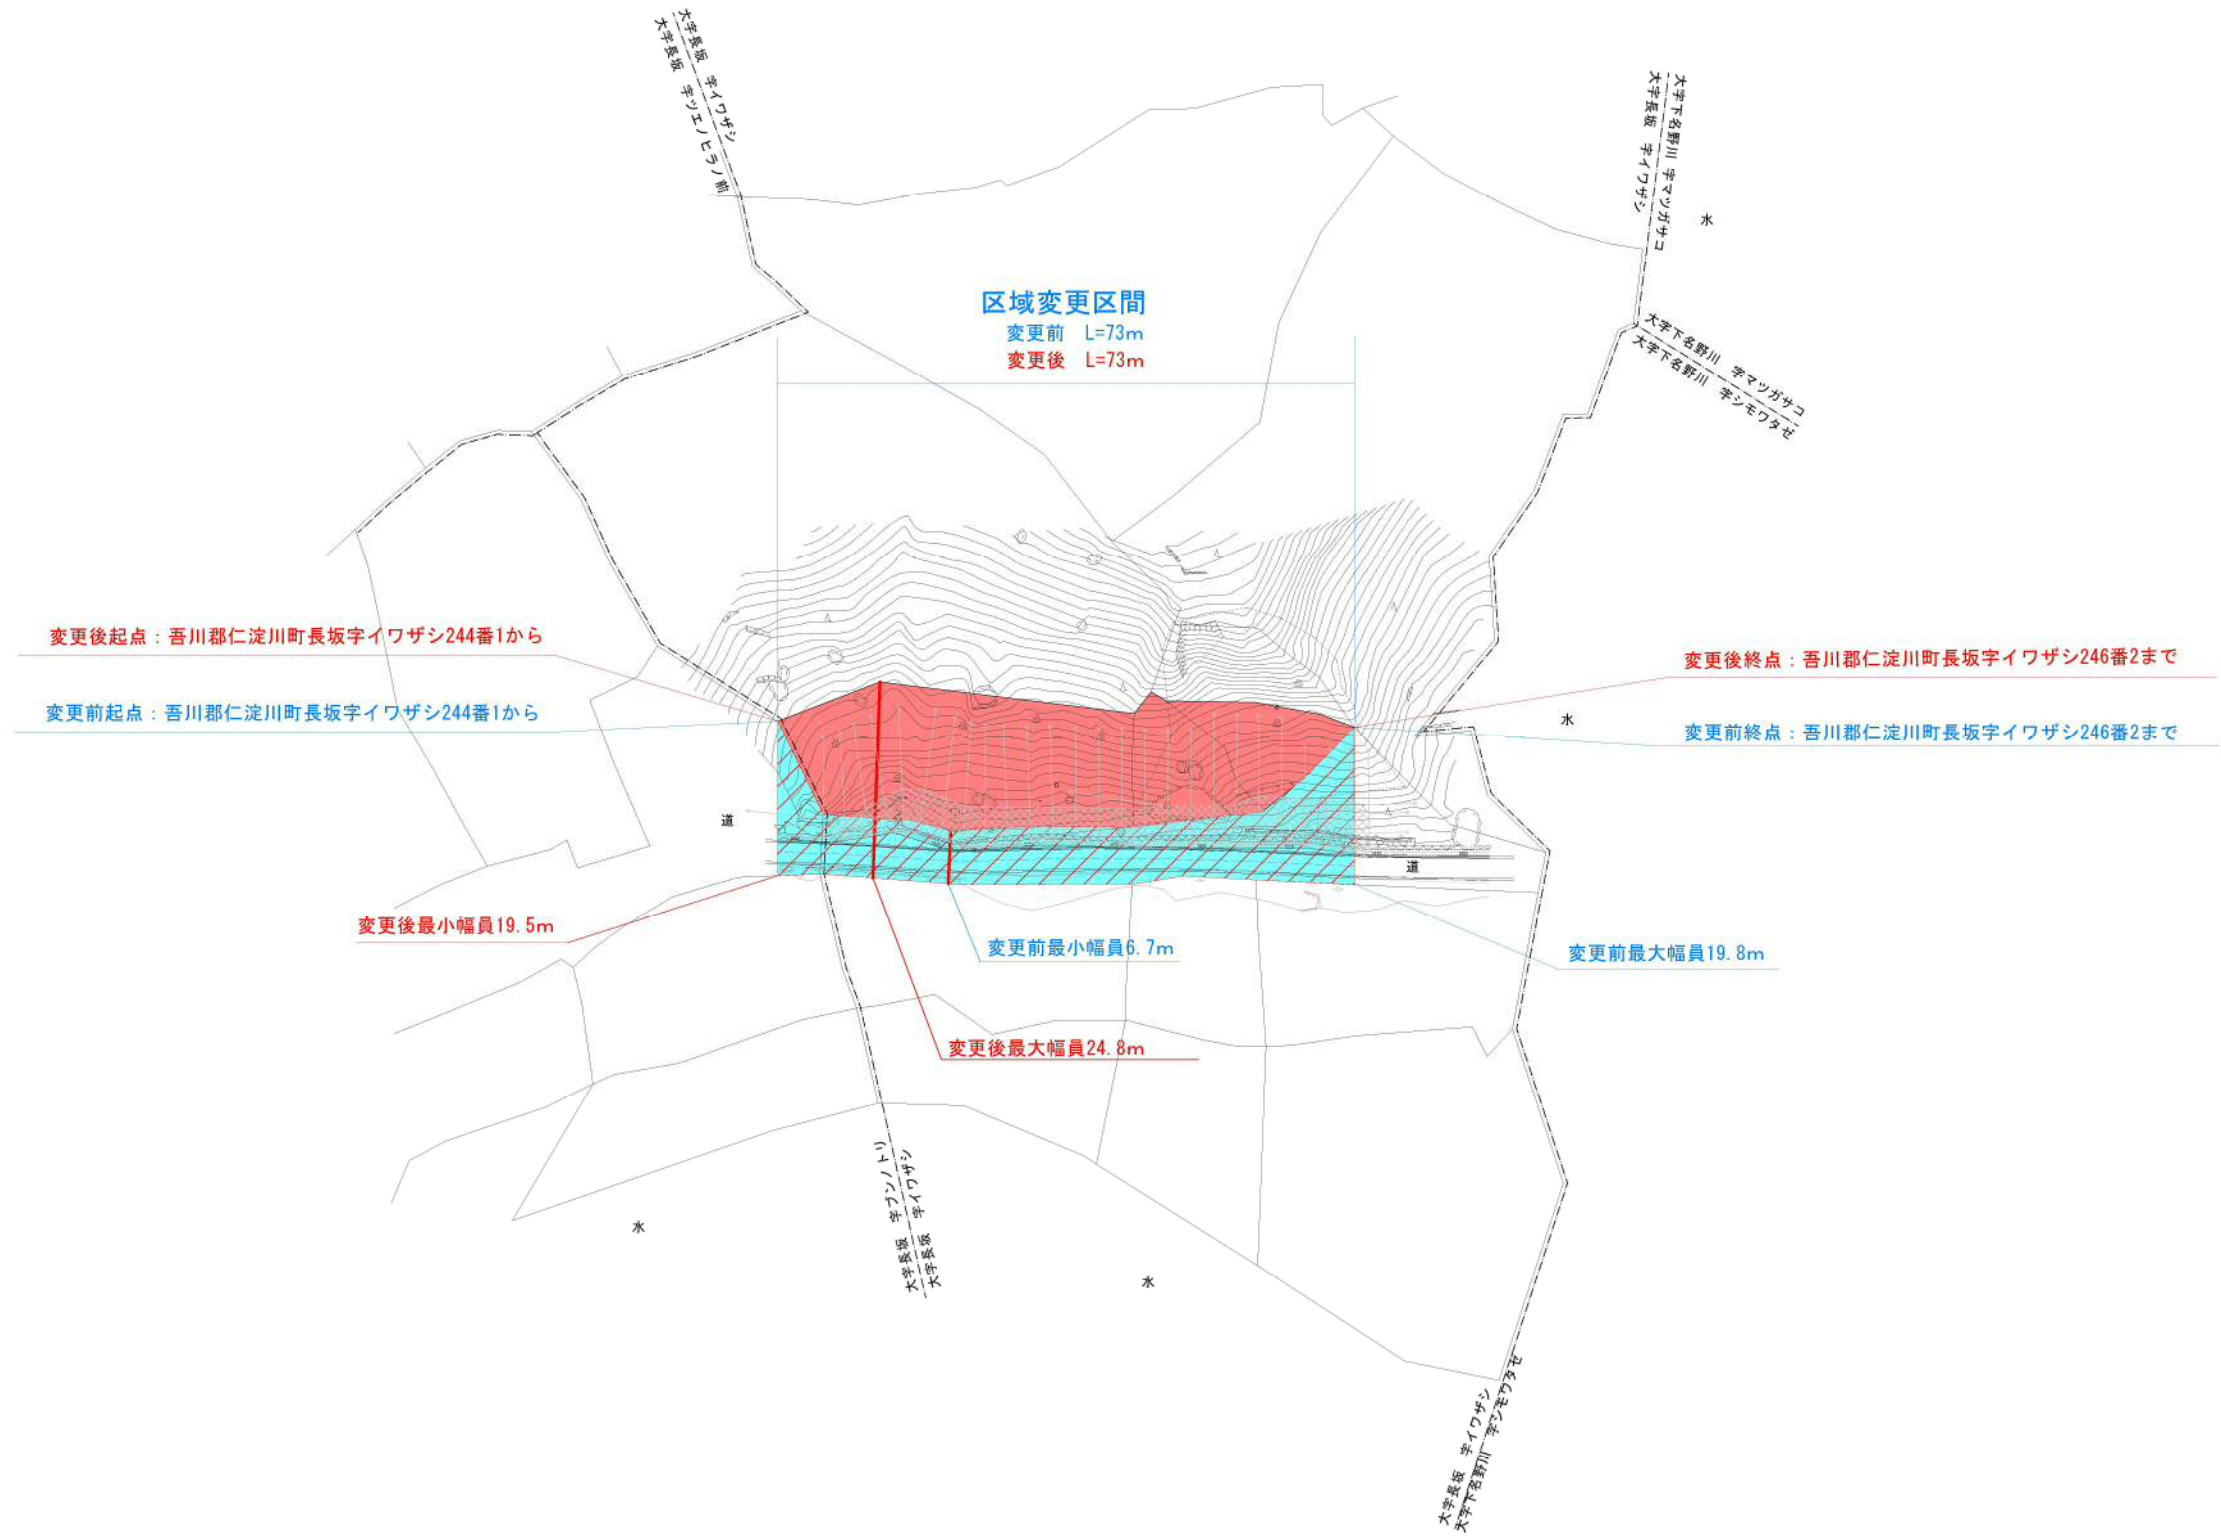 大字長坂　字イワザシ
大字長坂　字ツエノヒラノ前
大字下名野川　字マツガサコ
大字長坂　字イワザシ
水
区域変更区間
変更前　L=73m
変更後　L=73m
大字下名野川　字マツガサコ
大字下名野川　字シモワタゼ
変更後起点：吾川郡仁淀川町長坂字イワザシ244番1から
変更後終点：吾川郡仁淀川町長坂字イワザシ246番2まで
変更前起点：吾川郡仁淀川町長坂字イワザシ244番1から
水
変更前終点：吾川郡仁淀川町長坂字イワザシ246番2まで
道
道
変更後最小幅員19.5m
変更前最小幅員6.7m
変更前最大幅員19.8m
変更後最大幅員24.8m
大字長坂　字ブンノトリ
大字長坂　字イワザシ
水
水
大字長坂　字イワザシ
大字下名野川　字シモワタゼ